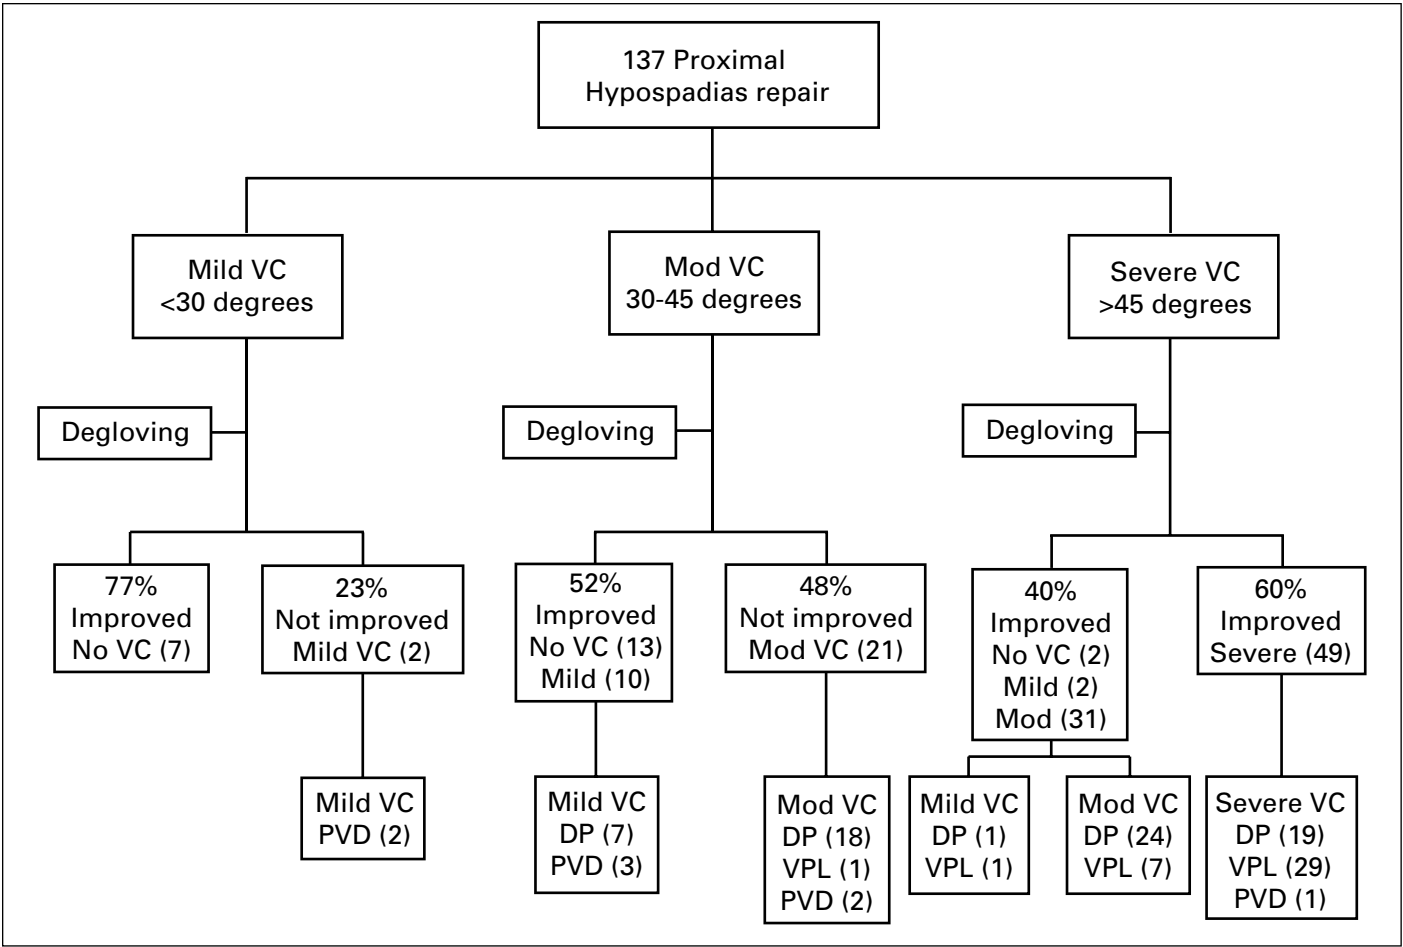 137 Proximal
Hypospadias repair
Mild VC
<30 degrees
Mod VC
30-45 degrees
Severe VC
>45 degrees
Degloving
Degloving
Degloving
77%
Improved
No VC (7)
23%
Not improved
Mild VC (2)
52%
Improved
No VC (13)
Mild (10)
48%
Not improved
Mod VC (21)
40%
Improved
No VC (2)
Mild (2)
Mod (31)
60%
Improved
Severe (49)
Mild VC
PVD (2)
Mild VC
DP (7)
PVD (3)
Mod VC
DP (18)
VPL (1)
PVD (2)
Mild VC
DP (1)
VPL (1)
Mod VC
DP (24)
VPL (7)
Severe VC
DP (19)
VPL (29)
PVD (1)